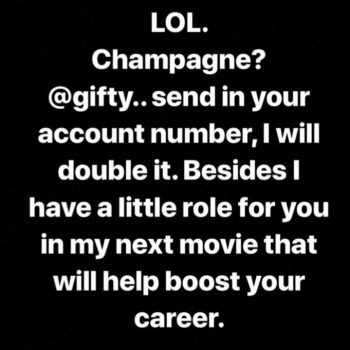 LOL.
Champagne?
@gifty.. send in your
account number, I will
double it. Besides I
have a little role for you
in my next movie that
will help boost your
career.